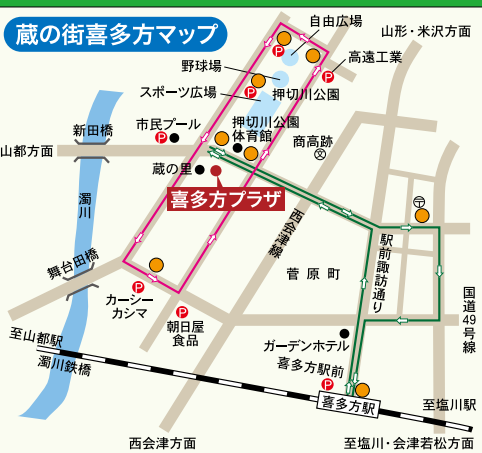 蔵の街喜多方マップ
自由広場
山形・米沢方面
P
高遠工業
P
野球場
スポーツ広場
P
押切川公園
新田橋
市民プール
P
押切川公園
体育館
商高跡
文
山都方面
蔵の里
喜多方プラザ
濁川
西会津線
〒
駅前諏訪通り
舞台田橋
菅原町
国道49号線
P
カーシー
カシマ
P
朝日屋
食品
至山都駅
濁川鉄橋
ガーデンホテル
喜多方駅前
P
喜多方駅
至塩川駅
西会津方面
至塩川・会津若松方面